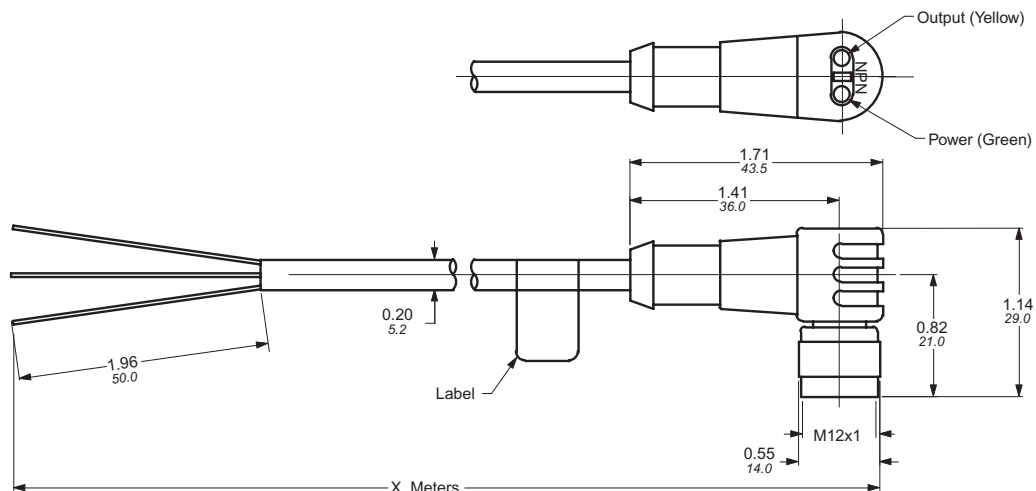 Output (Yellow)
NPN
Power (Green)
1.71
43.5
1.41
36.0
0.20
5.2
1.14
29.0
0.82
21.0
1.96
50.0
Label
M12x1
0.55
14.0
X Meters